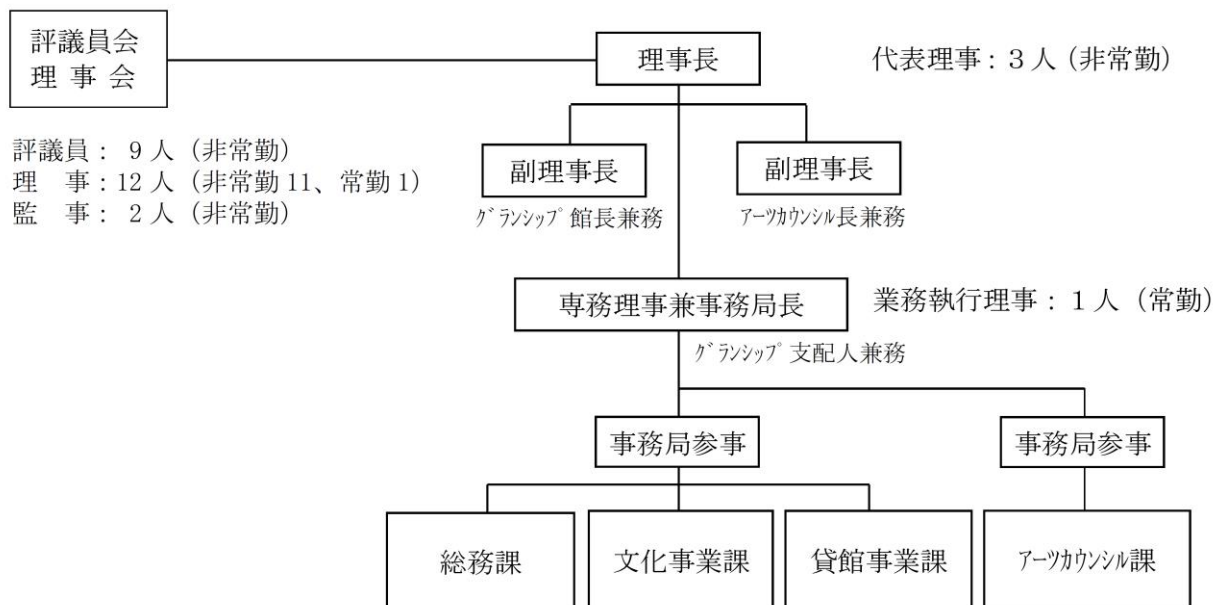 評議員会
理 事 会
理事長
代表理事：３人（非常勤）
評議員： 9 人（非常勤）
理　事：12 人（非常勤 11、常勤 1）
監　事： 2 人（非常勤）
副理事長
副理事長
ｸﾞﾗﾝｼｯﾌﾟ館長兼務
ｱｰﾂｶｳﾝｼﾙ長兼務
専務理事兼事務局長
業務執行理事：１人（常勤）
ｸﾞﾗﾝｼｯﾌﾟ支配人兼務
事務局参事
事務局参事
総務課
文化事業課
貸館事業課
ｱｰﾂｶｳﾝｼﾙ課